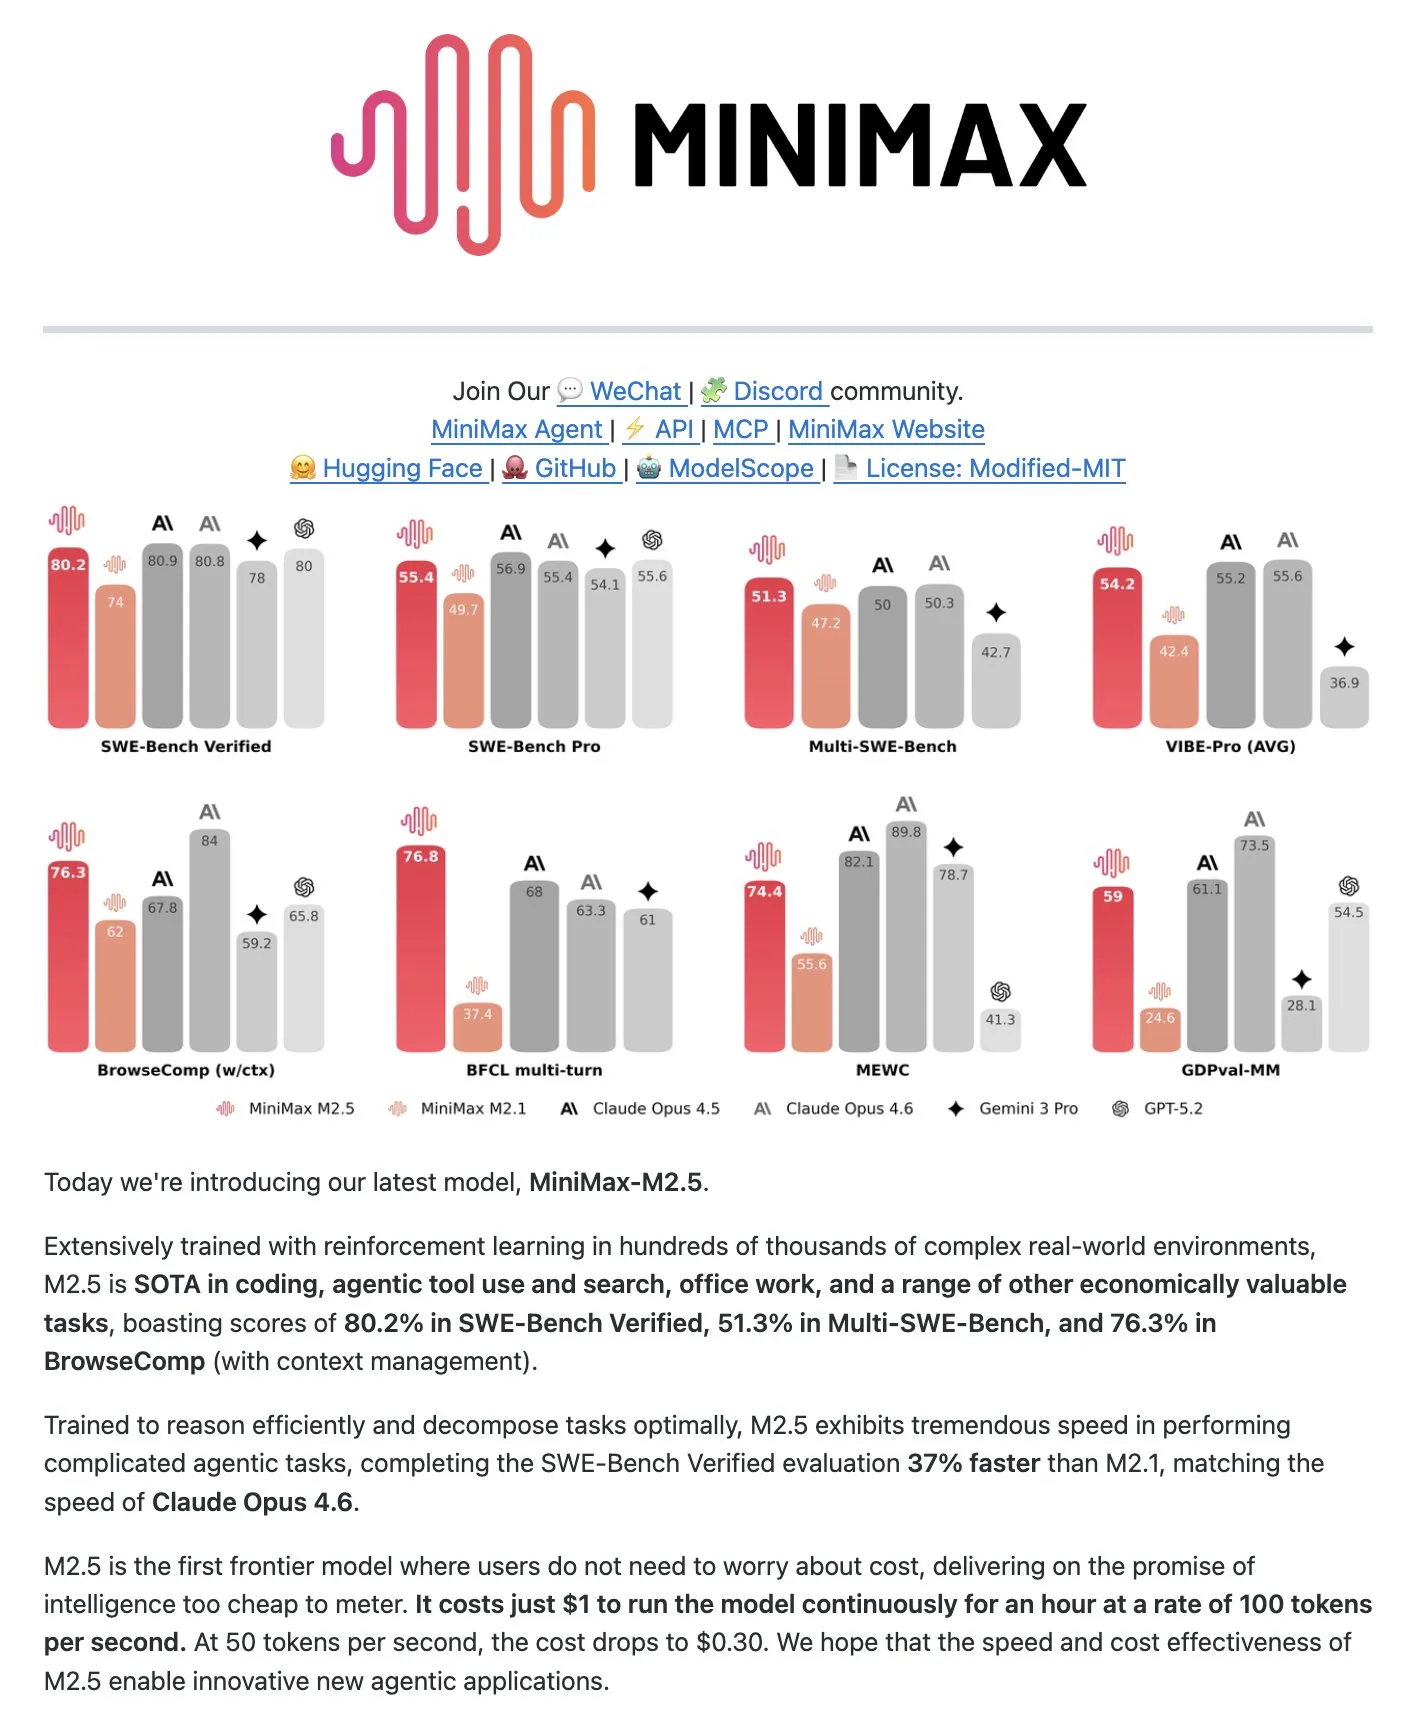 MINIMAX
Join Our 💬 WeChat | 🧩 Discord community.
MiniMax Agent | ⚡ API | MCP | MiniMax Website
🤗 Hugging Face | 🐙 GitHub | 🤖 ModelScope | 📄 License: Modified-MIT
80.2 74 80.9 80.8 78 80
SWE-Bench Verified
55.4 49.7 56.9 55.4 54.1 55.6
SWE-Bench Pro
51.3 47.2 50 50.3 42.7
Multi-SWE-Bench
54.2 42.4 55.2 55.6 36.9
VIBE-Pro (AVG)
76.3 62 67.8 84 59.2 65.8
BrowseComp (w/ctx)
76.8 37.4 68 63.3 61
BFCL multi-turn
74.4 55.6 82.1 89.8 78.7 41.3
MEWC
59 24.6 61.1 73.5 28.1 54.5
GDPval-MM
MiniMax M2.5 MiniMax M2.1 Claude Opus 4.5 Claude Opus 4.6 Gemini 3 Pro GPT-5.2
Today we're introducing our latest model, MiniMax-M2.5.
Extensively trained with reinforcement learning in hundreds of thousands of complex real-world environments,
M2.5 is SOTA in coding, agentic tool use and search, office work, and a range of other economically valuable
tasks, boasting scores of 80.2% in SWE-Bench Verified, 51.3% in Multi-SWE-Bench, and 76.3% in
BrowseComp (with context management).
Trained to reason efficiently and decompose tasks optimally, M2.5 exhibits tremendous speed in performing
complicated agentic tasks, completing the SWE-Bench Verified evaluation 37% faster than M2.1, matching the
speed of Claude Opus 4.6.
M2.5 is the first frontier model where users do not need to worry about cost, delivering on the promise of
intelligence too cheap to meter. It costs just $1 to run the model continuously for an hour at a rate of 100 tokens
per second. At 50 tokens per second, the cost drops to $0.30. We hope that the speed and cost effectiveness of
M2.5 enable innovative new agentic applications.